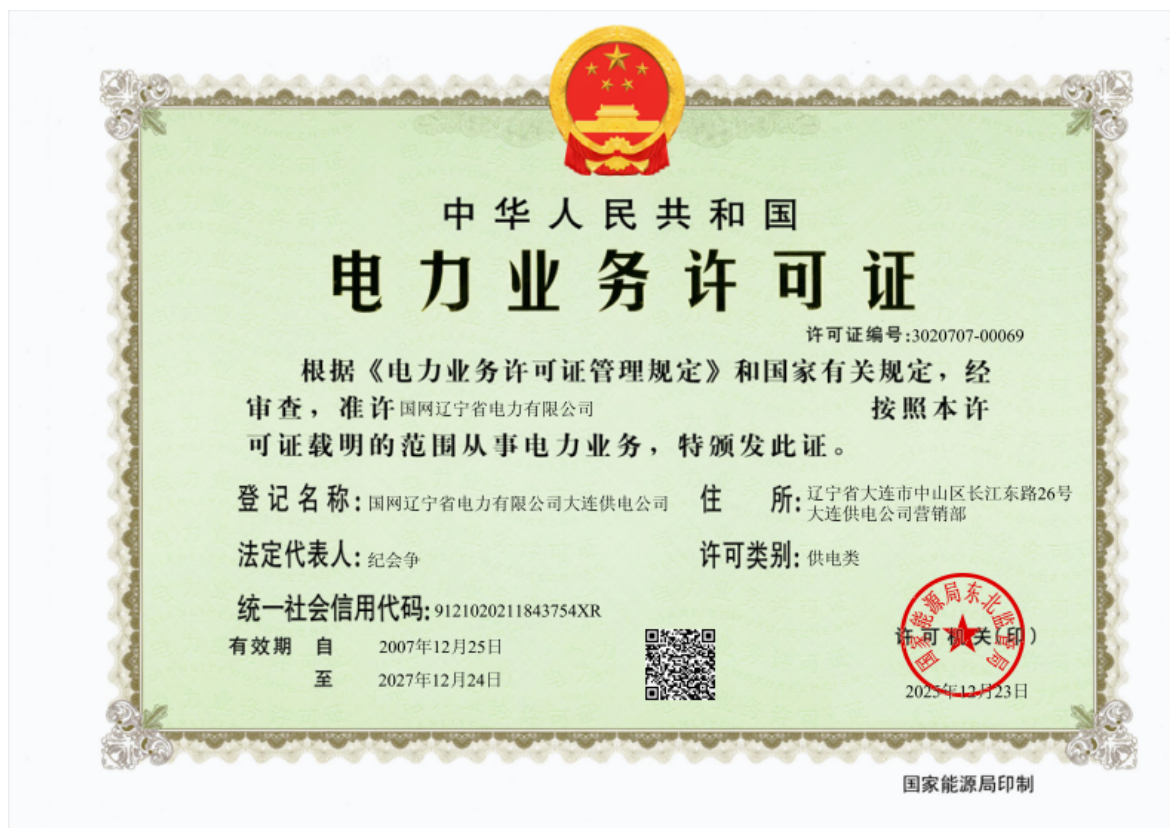 中华人民共和国
电力业务许可证
许可证编号:3020707-00069
根据《电力业务许可证管理规定》和国家有关规定，经
审查，准许国网辽宁省电力有限公司 按照本许
可证载明的范围从事电力业务，特颁发此证。
登记名称:国网辽宁省电力有限公司大连供电公司
住 所:辽宁省大连市中山区长江东路26号
大连供电公司营销部
法定代表人:纪会争
许可类别:供电类
统一社会信用代码:9121020211843754XR
有效期 自 2007年12月25日
至 2027年12月24日
国家能源局东北监管局
许可机关(印)
2025年12月23日
国家能源局印制